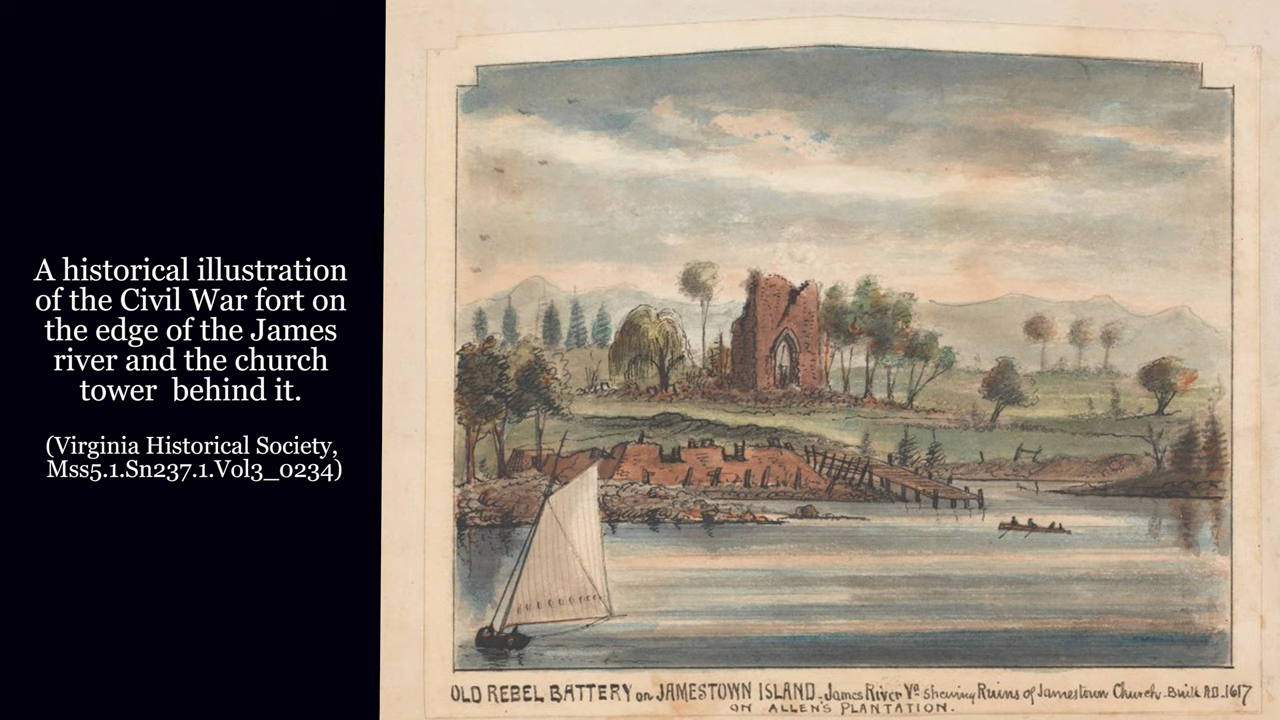 A historical illustration
of the Civil War fort on
the edge of the James
river and the church
tower behind it.
(Virginia Historical Society,
Mss5.1.Sn237.1.Vol3_0234)
OLD REBEL BATTERY on JAMESTOWN ISLAND - James River Va shewing Ruins of Jamestown Church - Built A.D. 1617
ON ALLEN'S PLANTATION.